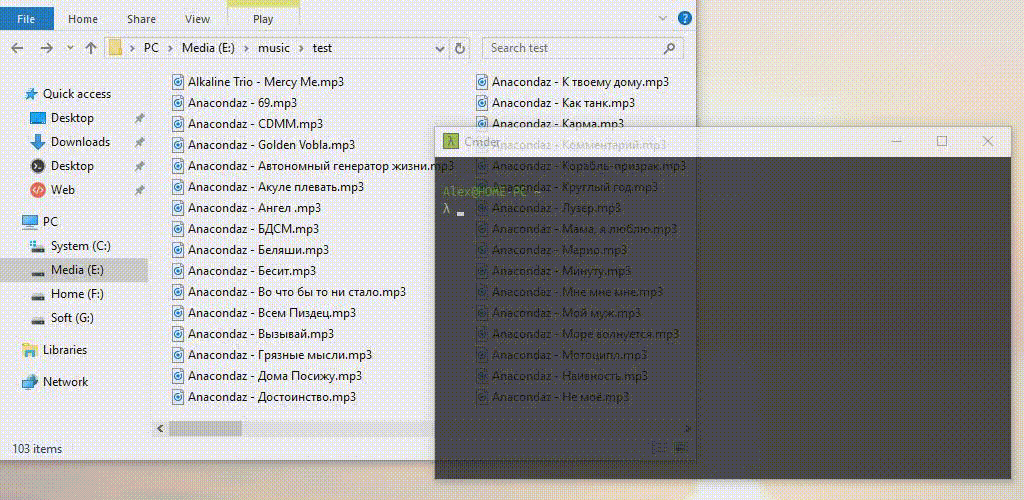 File Home Share View Play
PC Media (E:) music test
Search test
Quick access
Desktop
Downloads
Desktop
Web
PC
System (C:)
Media (E:)
Home (F:)
Soft (G:)
Libraries
Network
Alkaline Trio - Mercy Me.mp3
Anacondaz - 69.mp3
Anacondaz - CDMM.mp3
Anacondaz - Golden Vobla.mp3
Anacondaz - Автономный генератор жизни.mp3
Anacondaz - Акуле плевать.mp3
Anacondaz - Ангел .mp3
Anacondaz - БДСМ.mp3
Anacondaz - Беляши.mp3
Anacondaz - Бесит.mp3
Anacondaz - Во что бы то ни стало.mp3
Anacondaz - Всем Пиздец.mp3
Anacondaz - Вызывай.mp3
Anacondaz - Грязные мысли.mp3
Anacondaz - Дома Посижу.mp3
Anacondaz - Достоинство.mp3
Anacondaz - К твоему дому.mp3
Anacondaz - Как танк.mp3
Anacondaz - Карма.mp3
Anacondaz - Комментарий.mp3
Anacondaz - Корабль-призрак.mp3
Anacondaz - Круглый год.mp3
Anacondaz - Лузер.mp3
Anacondaz - Мама, я люблю.mp3
Anacondaz - Марио.mp3
Anacondaz - Минуту.mp3
Anacondaz - Мне мне мне.mp3
Anacondaz - Мой муж.mp3
Anacondaz - Море волнуется.mp3
Anacondaz - Мотоципл.mp3
Anacondaz - Наивность.mp3
Anacondaz - Не моё.mp3
103 items
λ Cmder
Alex@HOME-PC ~
λ